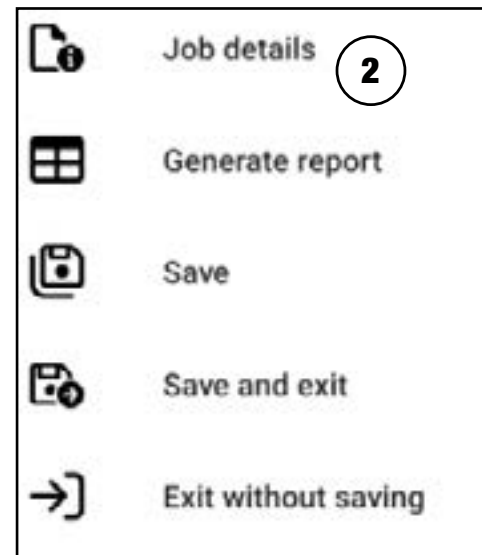 Job details
2
Generate report
Save
Save and exit
Exit without saving